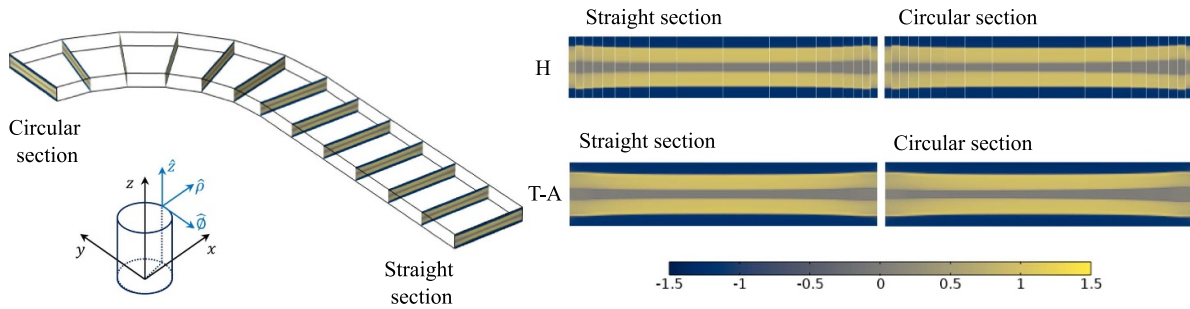 Straight section
Circular section
H
Circular
section
Straight section
Circular section
T-A
z
ẑ
ρ̂
φ̂
y
x
Straight
section
-1.5
-1
-0.5
0
0.5
1
1.5